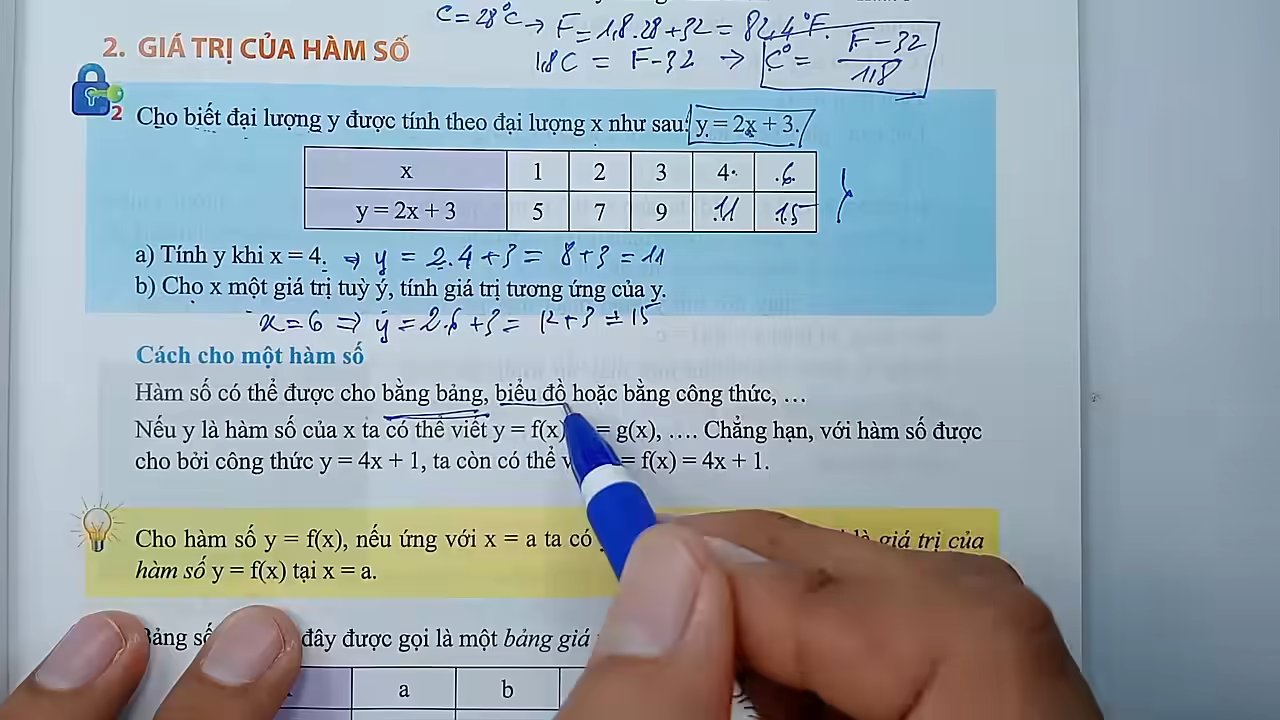 C = 28°C → F = 1,8.28 + 32 = 82,4°F.
1,8C = F - 32 → C° = F - 32 / 1,8
2. GIÁ TRỊ CỦA HÀM SỐ
2 Cho biết đại lượng y được tính theo đại lượng x như sau: y = 2x + 3.
x 1 2 3 4 6
y = 2x + 3 5 7 9 11 15
a) Tính y khi x = 4. ⇒ y = 2.4 + 3 = 8 + 3 = 11
b) Cho x một giá trị tuỳ ý, tính giá trị tương ứng của y.
x = 6 ⇒ y = 2.6 + 3 = 12 + 3 = 15
Cách cho một hàm số
Hàm số có thể được cho bằng bảng, biểu đồ hoặc bằng công thức, …
Nếu y là hàm số của x ta có thể viết y = f(x) = g(x), …. Chẳng hạn, với hàm số được
cho bởi công thức y = 4x + 1, ta còn có thể = f(x) = 4x + 1.
Cho hàm số y = f(x), nếu ứng với x = a ta có là giá trị của
hàm số y = f(x) tại x = a.
Bảng đây được gọi là một bảng giá
a b